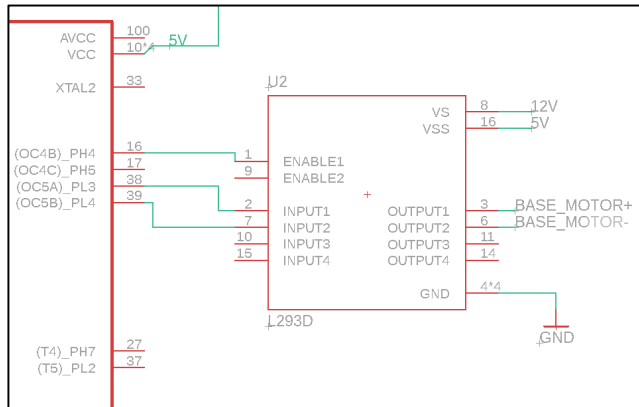 AVCC 100
VCC 10*4 5V
XTAL2 33
(OC4B)_PH4 16
(OC4C)_PH5 17
(OC5A)_PL3 38
(OC5B)_PL4 39
(T4)_PH7 27
(T5)_PL2 37
U2
1 ENABLE1
9 ENABLE2
2 INPUT1
7 INPUT2
10 INPUT3
15 INPUT4
VS 8 12V
VSS 16 5V
OUTPUT1 3 BASE_MOTOR+
OUTPUT2 6 BASE_MOTOR-
OUTPUT3 11
OUTPUT4 14
GND 4*4
L293D
GND